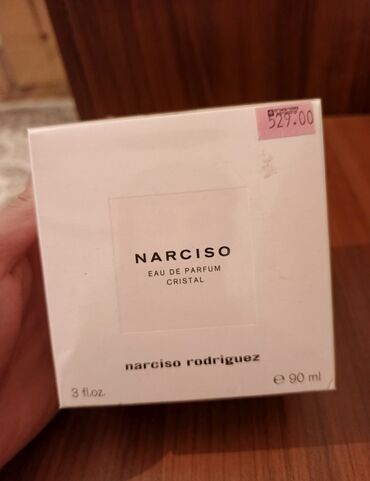 529.00
NARCISO
EAU DE PARFUM
CRISTAL
narciso rodriguez
3 fl.oz.
℮ 90 ml